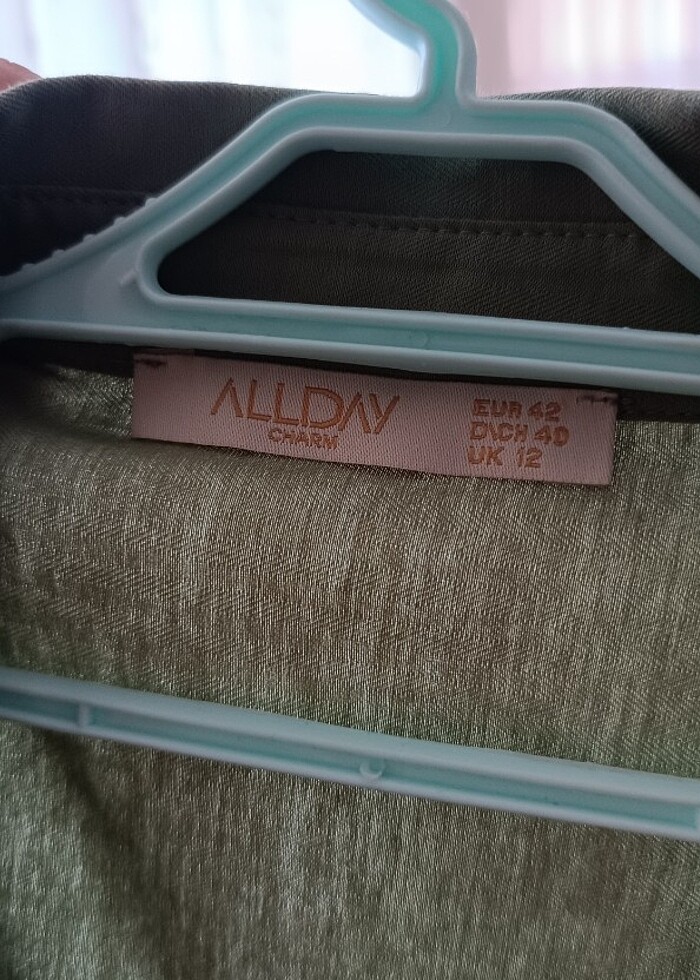 ALLDAY
CHARM
EUR 42
D\CH 40
UK 12